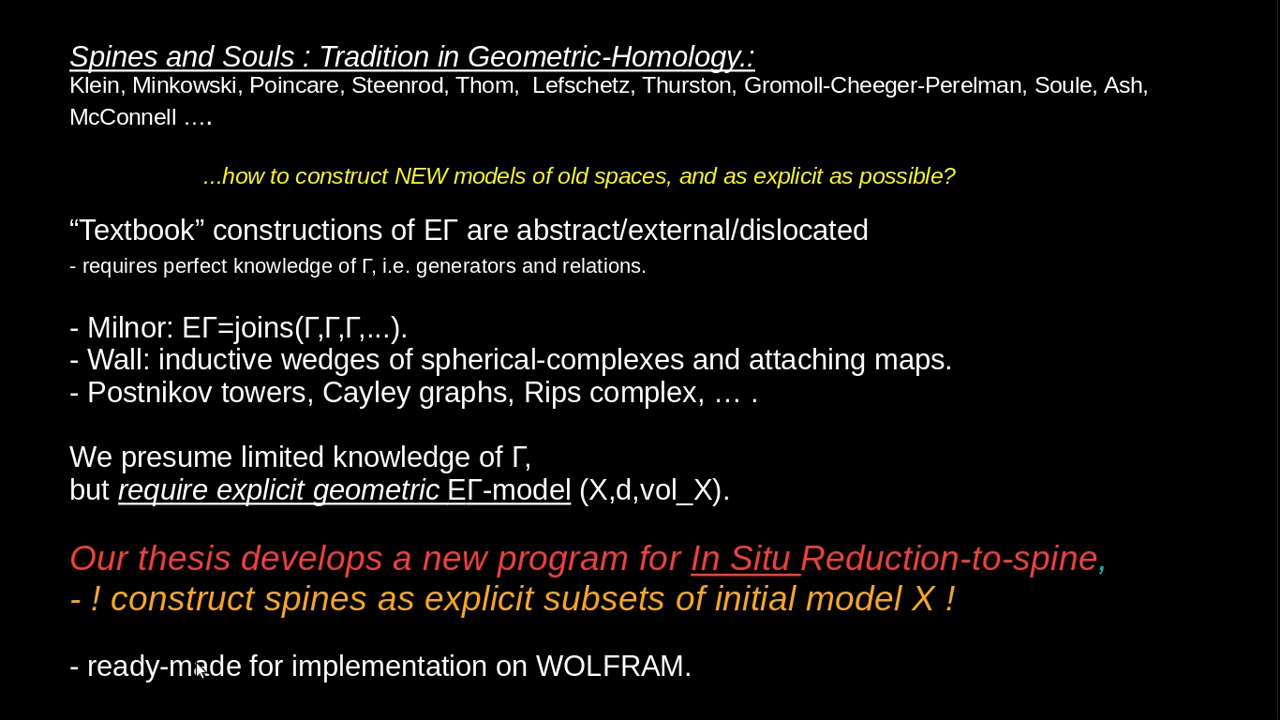 Spines and Souls : Tradition in Geometric-Homology.:
Klein, Minkowski, Poincare, Steenrod, Thom, Lefschetz, Thurston, Gromoll-Cheeger-Perelman, Soule, Ash,
McConnell ….
...how to construct NEW models of old spaces, and as explicit as possible?
“Textbook” constructions of EΓ are abstract/external/dislocated
- requires perfect knowledge of Γ, i.e. generators and relations.
- Milnor: EΓ=joins(Γ,Γ,Γ,...).
- Wall: inductive wedges of spherical-complexes and attaching maps.
- Postnikov towers, Cayley graphs, Rips complex, … .
We presume limited knowledge of Γ,
but require explicit geometric EΓ-model (X,d,vol_X).
Our thesis develops a new program for In Situ Reduction-to-spine,
- ! construct spines as explicit subsets of initial model X !
- ready-made for implementation on WOLFRAM.